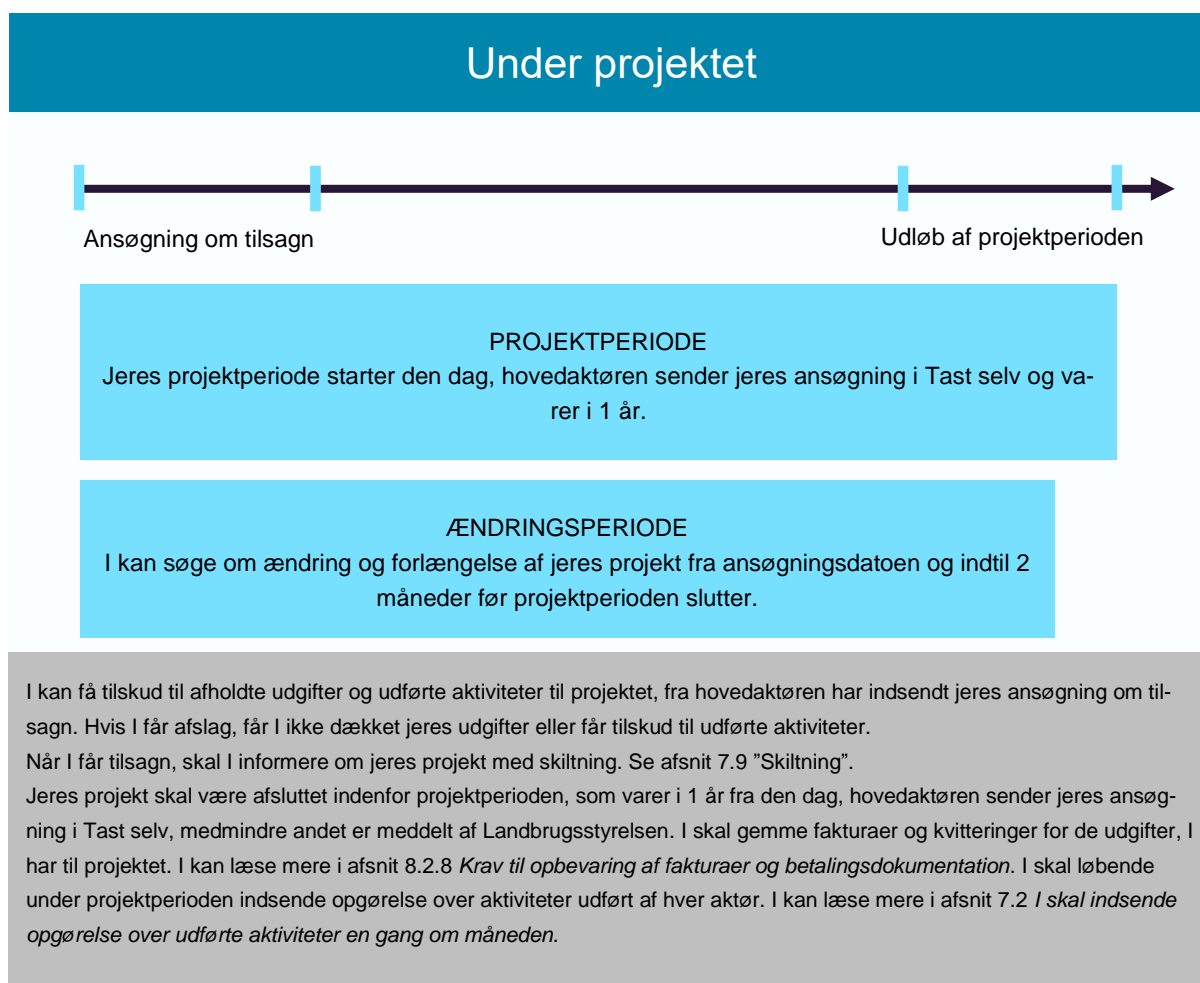 Under projektet
Ansøgning om tilsagn
Udløb af projektperioden
PROJEKTPERIODE
Jeres projektperiode starter den dag, hovedaktøren sender jeres ansøgning i Tast selv og va-
rer i 1 år.
ÆNDRINGSPERIODE
I kan søge om ændring og forlængelse af jeres projekt fra ansøgningsdatoen og indtil 2
måneder før projektperioden slutter.
I kan få tilskud til afholdte udgifter og udførte aktiviteter til projektet, fra hovedaktøren har indsendt jeres ansøgning om til-
sagn. Hvis I får afslag, får I ikke dækket jeres udgifter eller får tilskud til udførte aktiviteter.
Når I får tilsagn, skal I informere om jeres projekt med skiltning. Se afsnit 7.9 ”Skiltning”.
Jeres projekt skal være afsluttet indenfor projektperioden, som varer i 1 år fra den dag, hovedaktøren sender jeres ansøg-
ning i Tast selv, medmindre andet er meddelt af Landbrugsstyrelsen. I skal gemme fakturaer og kvitteringer for de udgifter, I
har til projektet. I kan læse mere i afsnit 8.2.8 Krav til opbevaring af fakturaer og betalingsdokumentation. I skal løbende
under projektperioden indsende opgørelse over aktiviteter udført af hver aktør. I kan læse mere i afsnit 7.2 I skal indsende
opgørelse over udførte aktiviteter en gang om måneden.